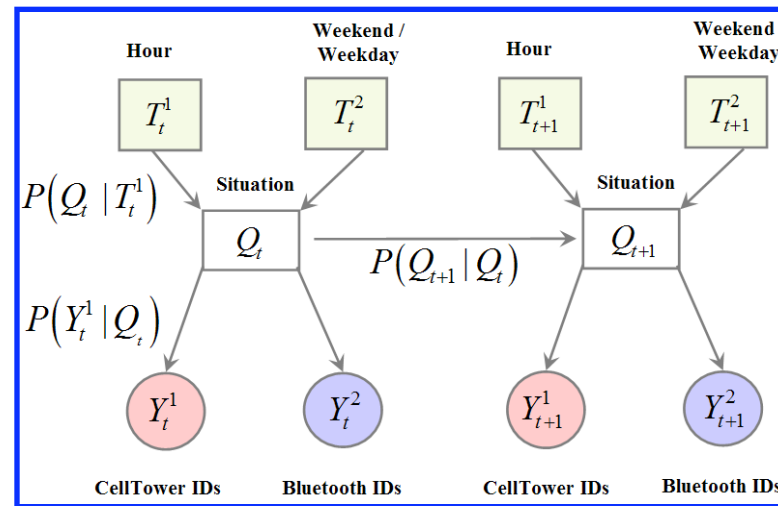 Hour
Weekend /
Weekday
Hour
Weekend /
Weekday
T_t^1
T_t^2
T_{t+1}^1
T_{t+1}^2
P(Q_t | T_t^1)
Situation
Situation
Q_t
Q_{t+1}
P(Q_{t+1} | Q_t)
P(Y_t^1 | Q_t)
Y_t^1
Y_t^2
Y_{t+1}^1
Y_{t+1}^2
CellTower IDs
Bluetooth IDs
CellTower IDs
Bluetooth IDs